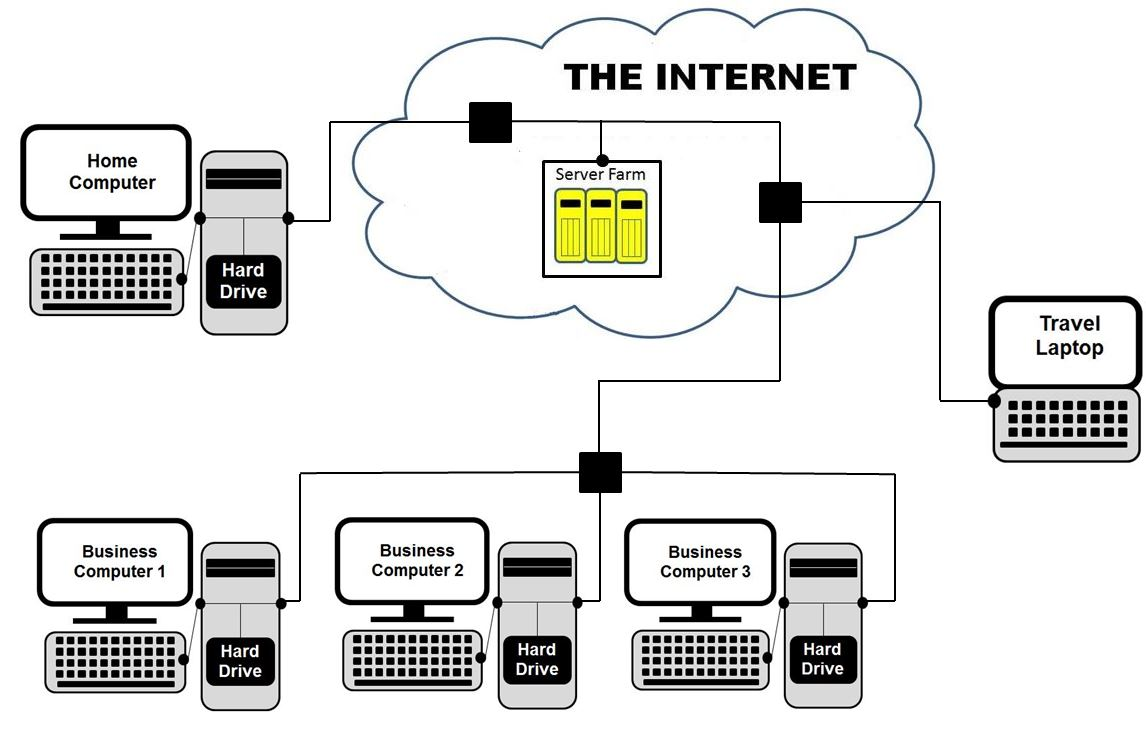 THE INTERNET
Home
Computer
Server Farm
Hard
Drive
Travel
Laptop
Business
Computer 1
Business
Computer 2
Business
Computer 3
Hard
Drive
Hard
Drive
Hard
Drive